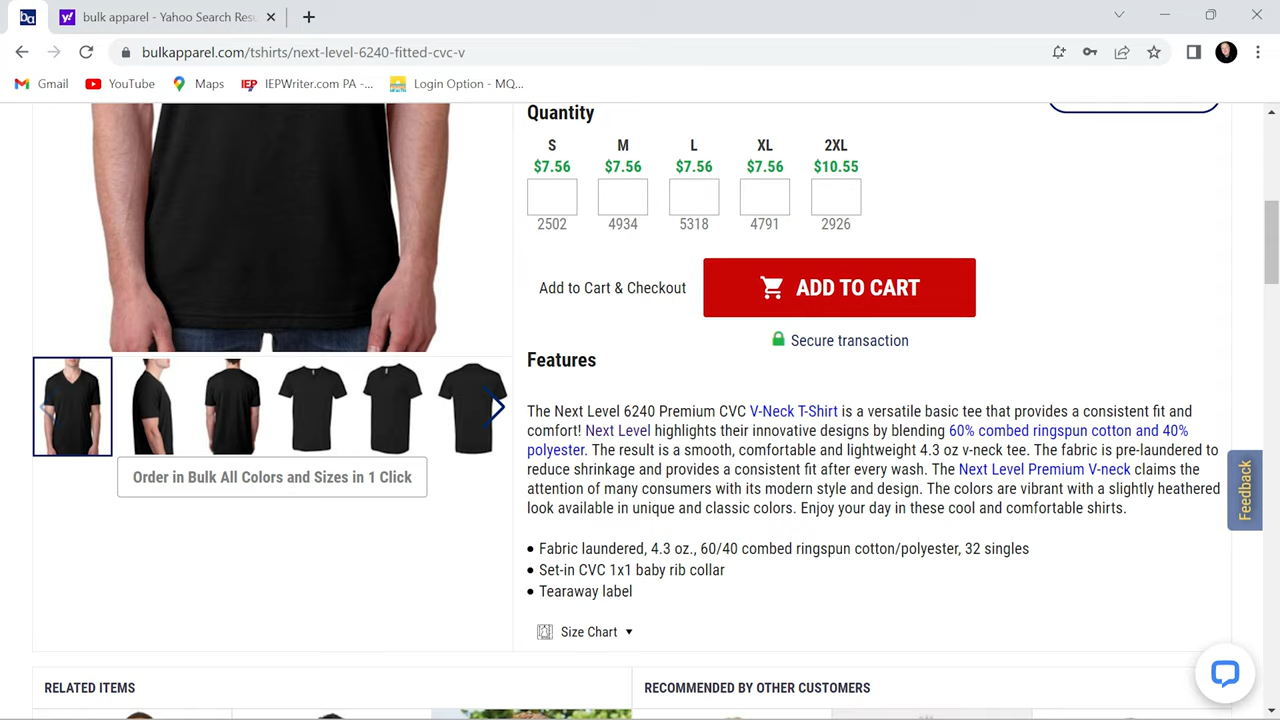 ba
y!
bulk apparel - Yahoo Search Resu
bulkapparel.com/tshirts/next-level-6240-fitted-cvc-v
Gmail
YouTube
Maps
IEP IEPWriter.com PA -...
Login Option - MQ...
Quantity
S M L XL 2XL
$7.56 $7.56 $7.56 $7.56 $10.55
2502 4934 5318 4791 2926
Add to Cart & Checkout
ADD TO CART
Secure transaction
Features
The Next Level 6240 Premium CVC V-Neck T-Shirt is a versatile basic tee that provides a consistent fit and
comfort! Next Level highlights their innovative designs by blending 60% combed ringspun cotton and 40%
polyester. The result is a smooth, comfortable and lightweight 4.3 oz v-neck tee. The fabric is pre-laundered to
reduce shrinkage and provides a consistent fit after every wash. The Next Level Premium V-neck claims the
attention of many consumers with its modern style and design. The colors are vibrant with a slightly heathered
look available in unique and classic colors. Enjoy your day in these cool and comfortable shirts.
Order in Bulk All Colors and Sizes in 1 Click
• Fabric laundered, 4.3 oz., 60/40 combed ringspun cotton/polyester, 32 singles
• Set-in CVC 1x1 baby rib collar
• Tearaway label
Size Chart
Feedback
RELATED ITEMS
RECOMMENDED BY OTHER CUSTOMERS